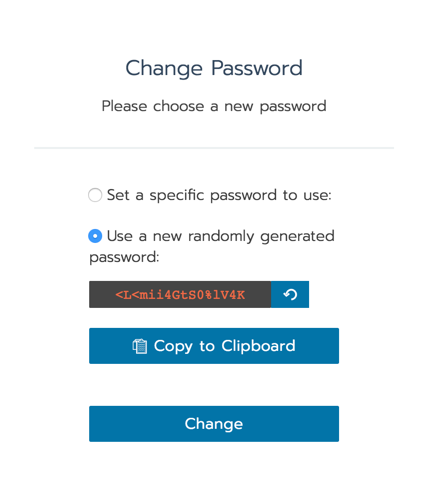 Change Password
Please choose a new password
Set a specific password to use:
Use a new randomly generated
password:
<L<mii4GtS0%lV4K
Copy to Clipboard
Change